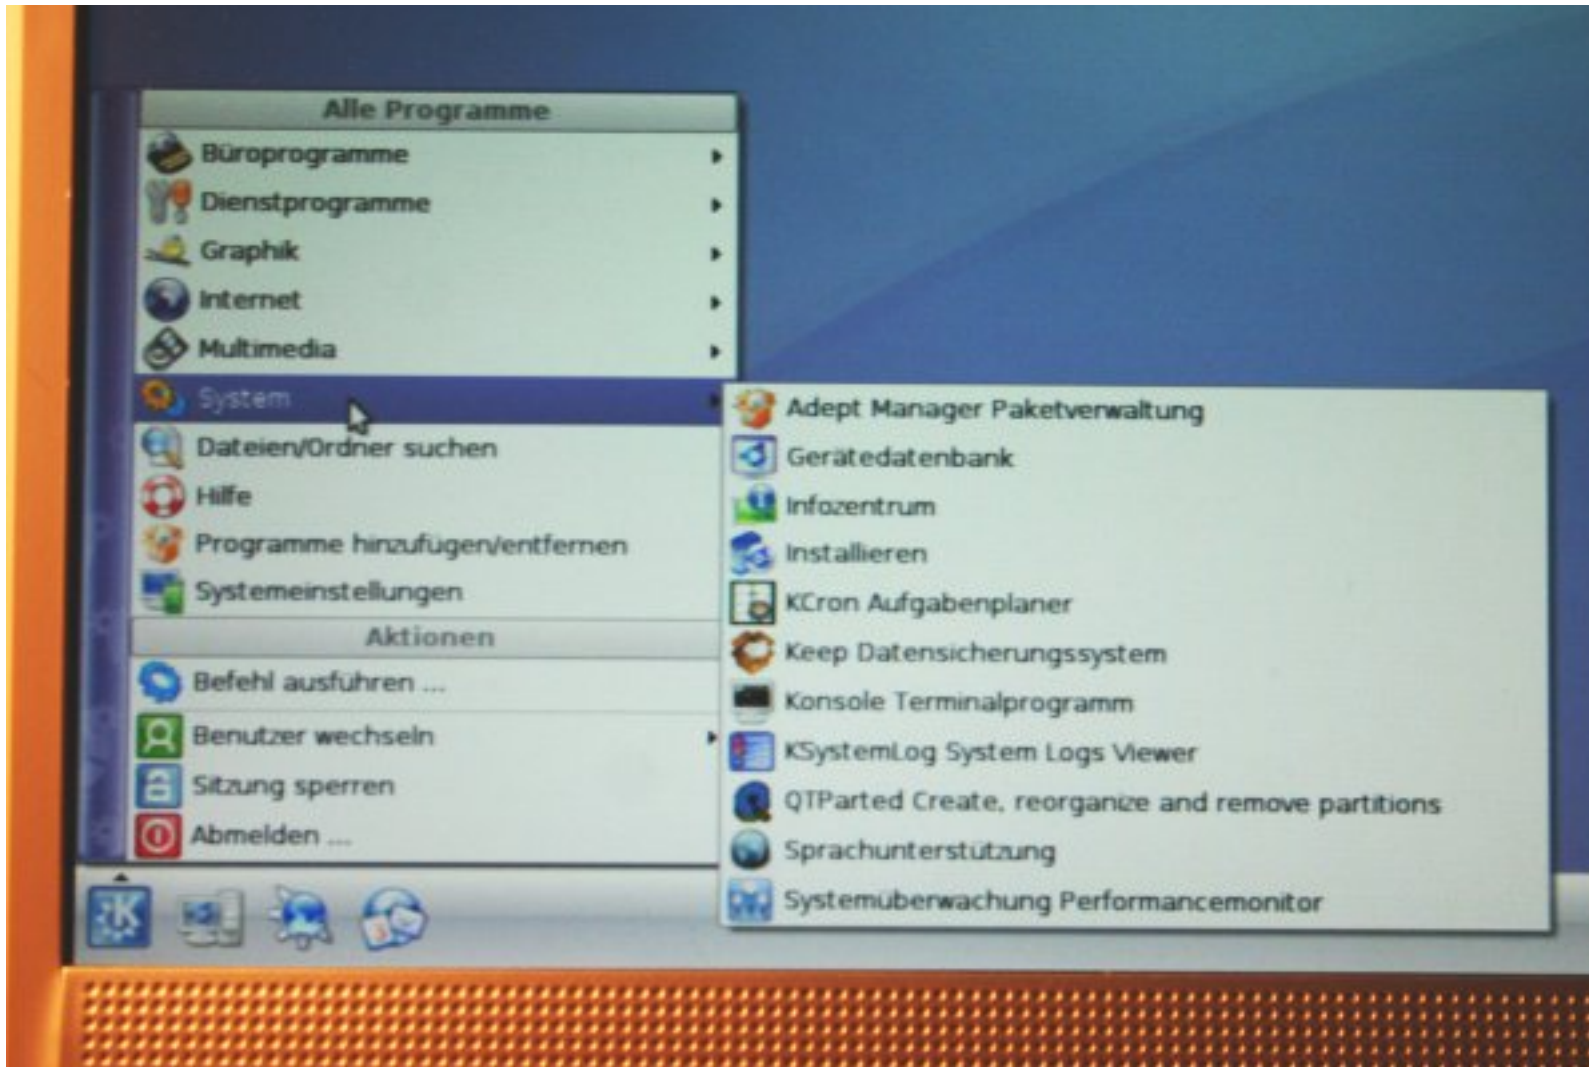 Alle Programme
Büroprogramme
Dienstprogramme
Graphik
Internet
Multimedia
System
Dateien/Ordner suchen
Hilfe
Programme hinzufügen/entfernen
Systemeinstellungen
Aktionen
Befehl ausführen ...
Benutzer wechseln
Sitzung sperren
Abmelden ...
Adept Manager Paketverwaltung
Gerätedatenbank
Infozentrum
Installieren
KCron Aufgabenplaner
Keep Datensicherungssystem
Konsole Terminalprogramm
KSystemLog System Logs Viewer
QTParted Create, reorganize and remove partitions
Sprachunterstützung
Systemüberwachung Performancemonitor
K